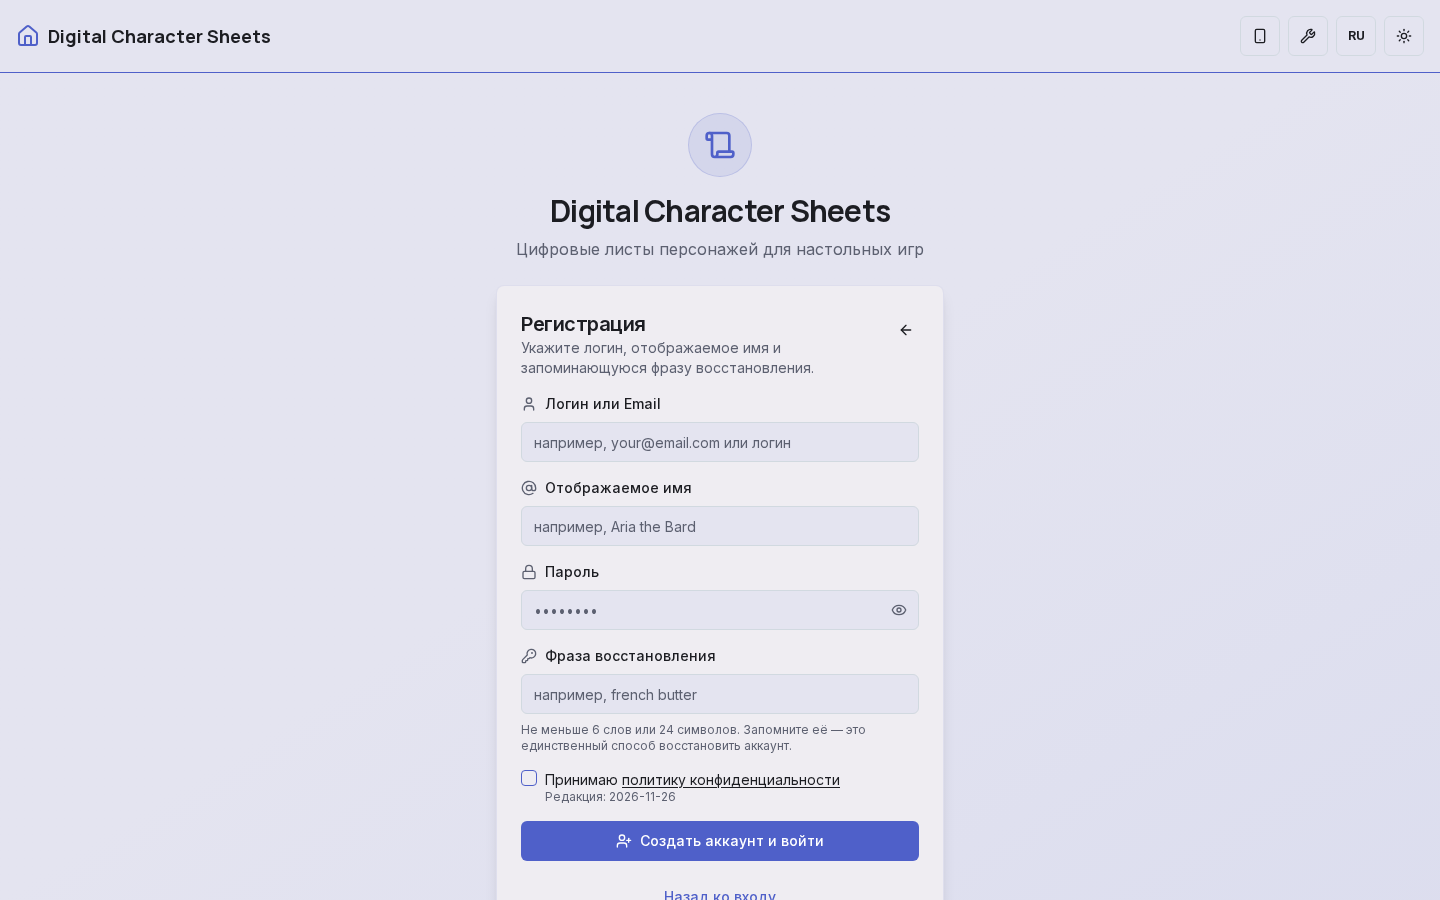 Digital Character Sheets
RU
Digital Character Sheets
Цифровые листы персонажей для настольных игр
Регистрация
Укажите логин, отображаемое имя и
запоминающуюся фразу восстановления.
Логин или Email
например, your@email.com или логин
Отображаемое имя
например, Aria the Bard
Пароль
••••••••
Фраза восстановления
например, french butter
Не меньше 6 слов или 24 символов. Запомните её — это
единственный способ восстановить аккаунт.
Принимаю политику конфиденциальности
Редакция: 2026-11-26
Создать аккаунт и войти
Назад ко входу